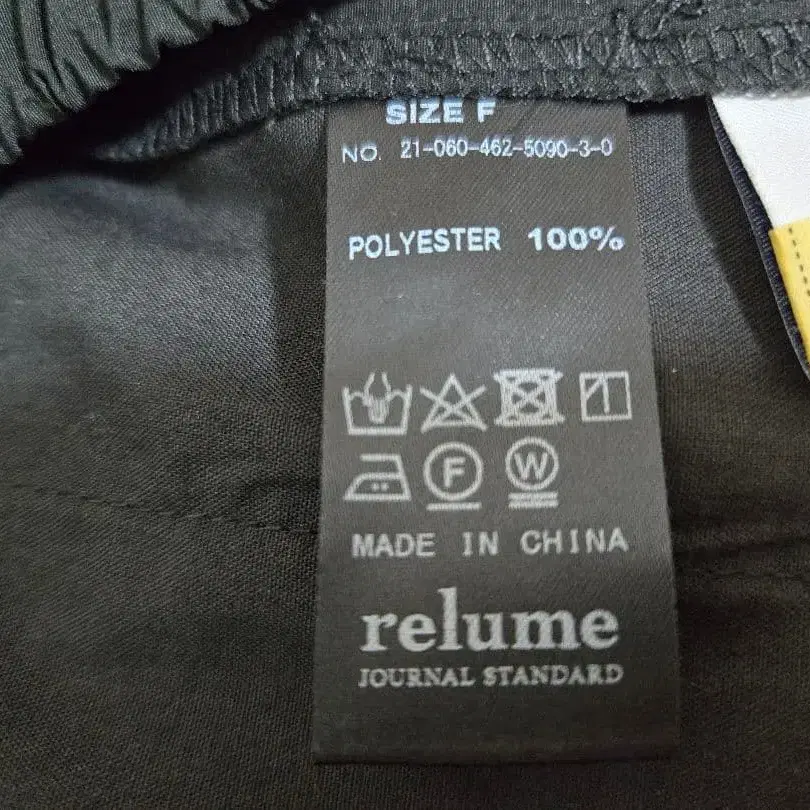 SIZE F
NO. 21-060-462-5090-3-0
POLYESTER 100%
F W
MADE IN CHINA
relume
JOURNAL STANDARD